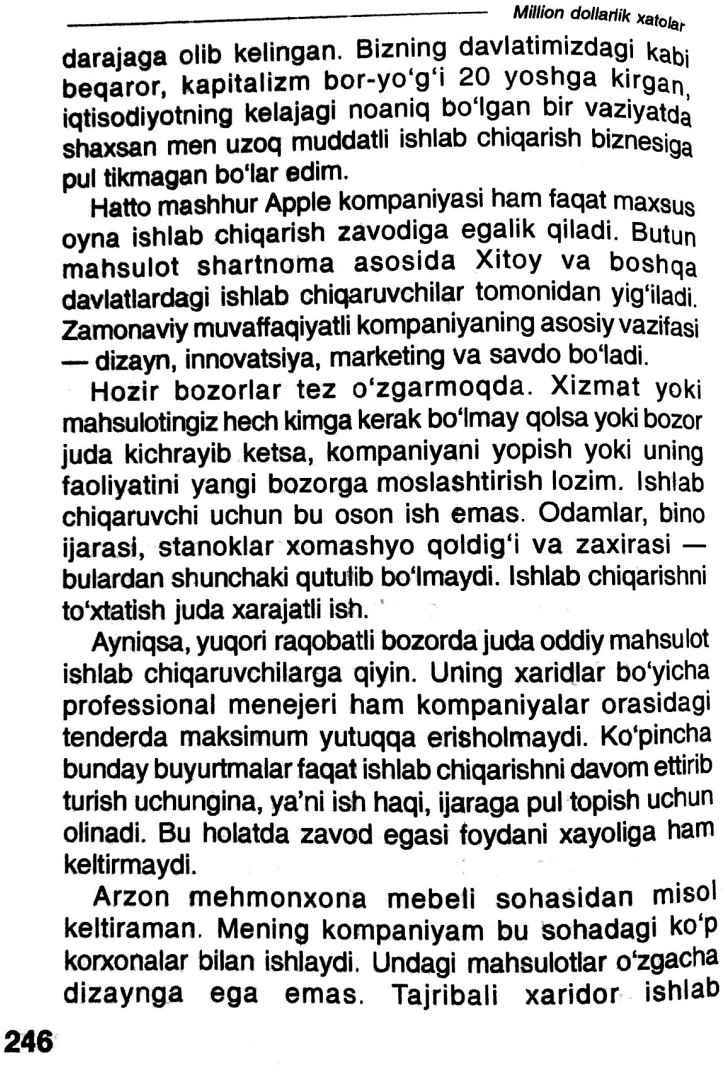 Million dollarlik xatolar
darajaga olib kelingan. Bizning davlatimizdagi kabi
beqaror, kapitalizm bor-yo‘g‘i 20 yoshga kirgan,
iqtisodiyotning kelajagi noaniq bo‘lgan bir vaziyatda
shaxsan men uzoq muddatli ishlab chiqarish biznesiga
pul tikmagan bo‘lar edim.
Hatto mashhur Apple kompaniyasi ham faqat maxsus
oyna ishlab chiqarish zavodiga egalik qiladi. Butun
mahsulot shartnoma asosida Xitoy va boshqa
davlatlardagi ishlab chiqaruvchilar tomonidan yig‘iladi.
Zamonaviy muvaffaqiyatli kompaniyaning asosiy vazifasi
— dizayn, innovatsiya, marketing va savdo bo‘ladi.
Hozir bozorlar tez o‘zgarmoqda. Xizmat yoki
mahsulotingiz hech kimga kerak bo‘lmay qolsa yoki bozor
juda kichrayib ketsa, kompaniyani yopish yoki uning
faoliyatini yangi bozorga moslashtirish lozim. Ishlab
chiqaruvchi uchun bu oson ish emas. Odamlar, bino
ijarasi, stanoklar xomashyo qoldig‘i va zaxirasi —
bulardan shunchaki qutulib bo‘lmaydi. Ishlab chiqarishni
to‘xtatish juda xarajatli ish.
Ayniqsa, yuqori raqobatli bozorda juda oddiy mahsulot
ishlab chiqaruvchilarga qiyin. Uning xaridlar bo‘yicha
professional menejeri ham kompaniyalar orasidagi
tenderda maksimum yutuqqa erisholmaydi. Ko‘pincha
bunday buyurtmalar faqat ishlab chiqarishni davom ettirib
turish uchungina, ya’ni ish haqi, ijaraga pul topish uchun
olinadi. Bu holatda zavod egasi foydani xayoliga ham
keltirmaydi.
Arzon mehmonxona mebeli sohasidan misol
keltiraman. Mening kompaniyam bu sohadagi ko‘p
korxonalar bilan ishlaydi. Undagi mahsulotlar o‘zgacha
dizaynga ega emas. Tajribali xaridor ishlab
246